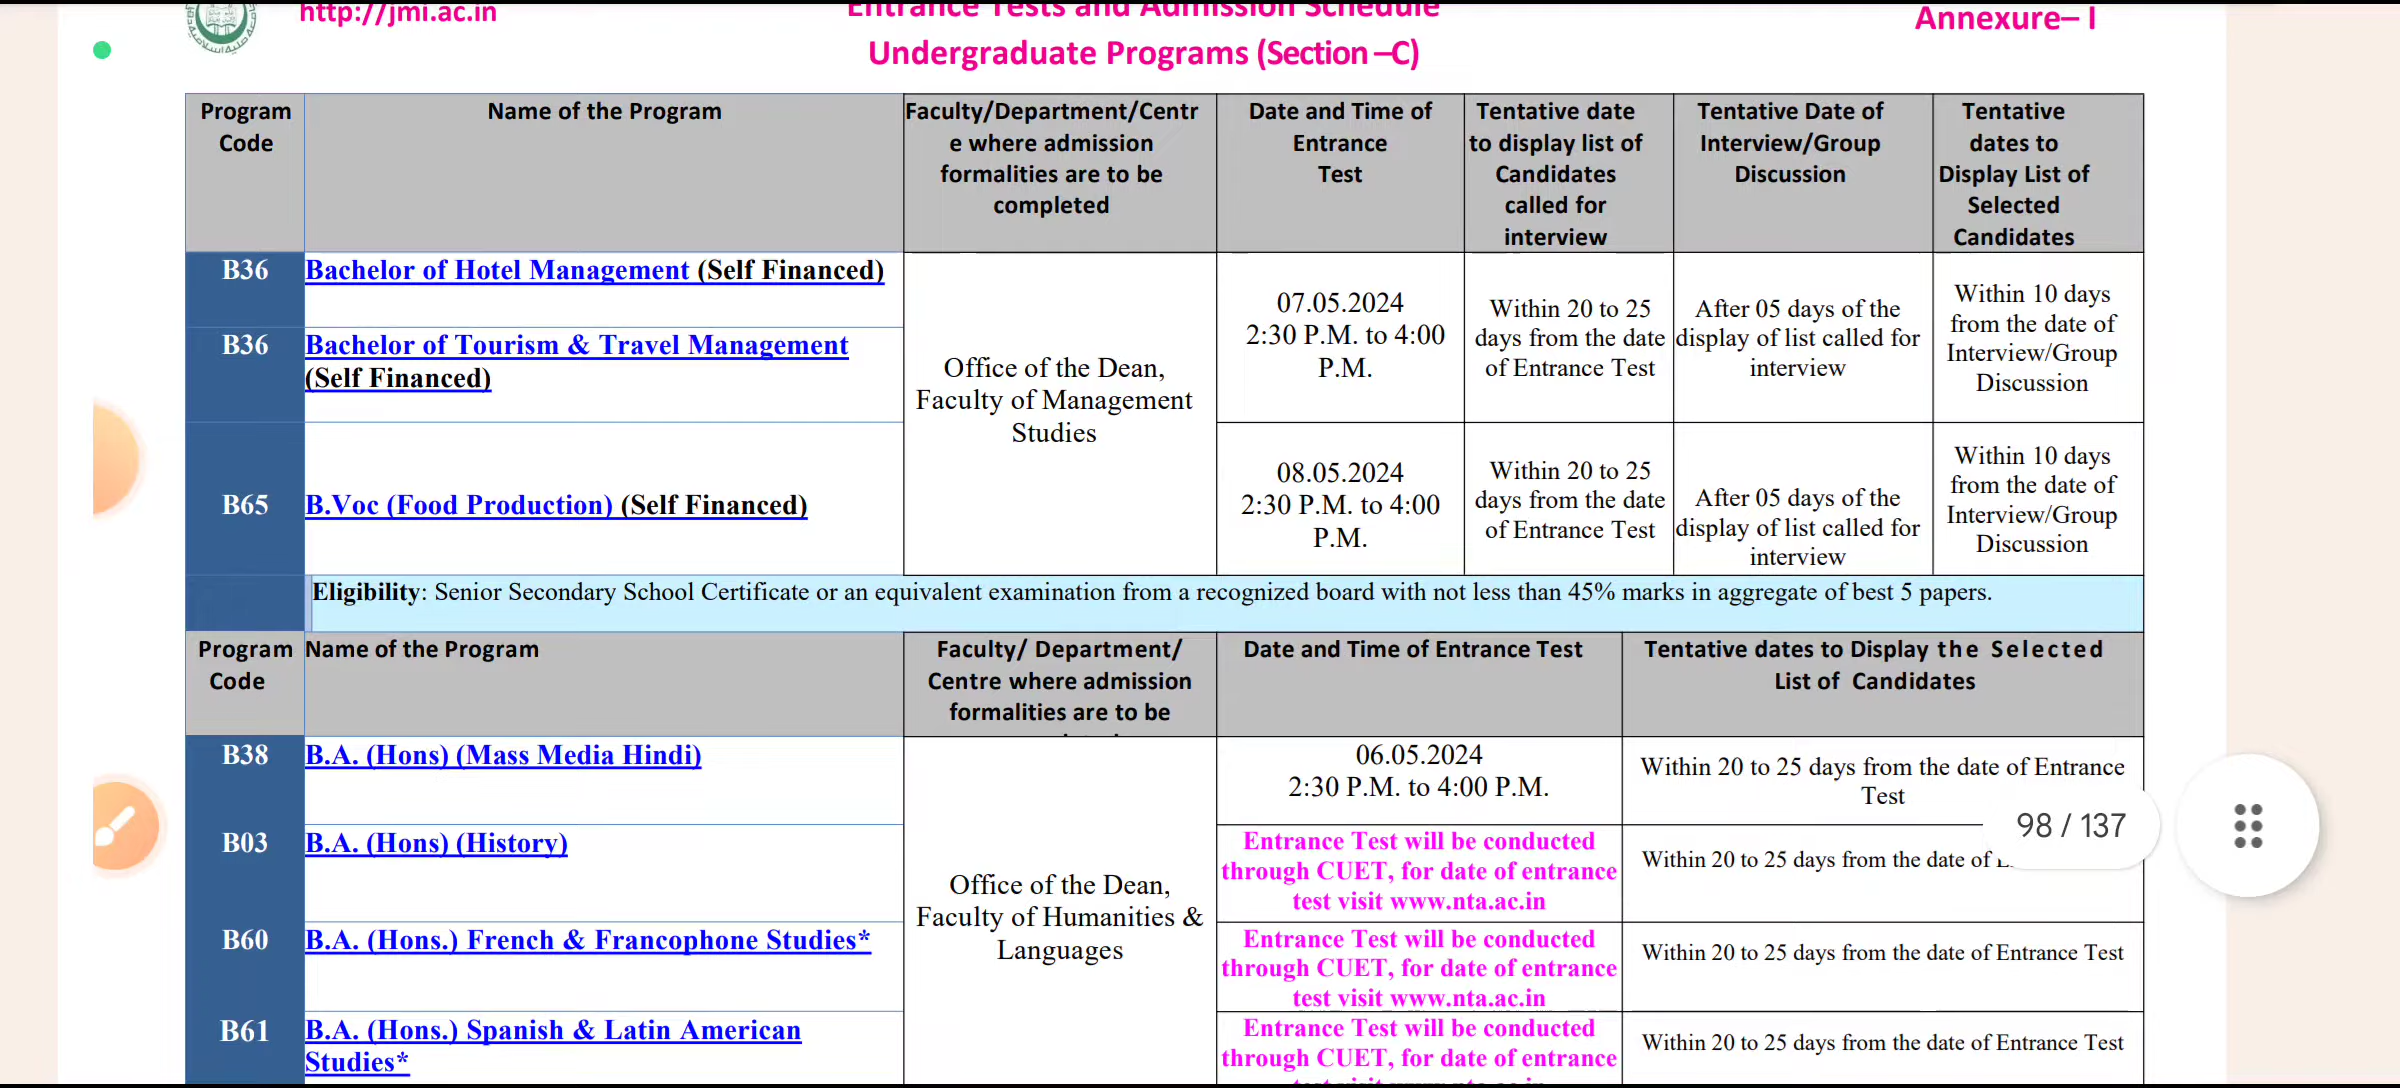 http://jmi.ac.in
Entrance Tests and Admission Schedule
Annexure– I
Undergraduate Programs (Section –C)
Program
Code
Name of the Program
Faculty/Department/Centr
e where admission
formalities are to be
completed
Date and Time of
Entrance
Test
Tentative date
to display list of
Candidates
called for
interview
Tentative Date of
Interview/Group
Discussion
Tentative
dates to
Display List of
Selected
Candidates
B36
Bachelor of Hotel Management (Self Financed)
B36
Bachelor of Tourism & Travel Management
(Self Financed)
Office of the Dean,
Faculty of Management
Studies
07.05.2024
2:30 P.M. to 4:00
P.M.
Within 20 to 25
days from the date
of Entrance Test
After 05 days of the
display of list called for
interview
Within 10 days
from the date of
Interview/Group
Discussion
B65
B.Voc (Food Production) (Self Financed)
08.05.2024
2:30 P.M. to 4:00
P.M.
Within 20 to 25
days from the date
of Entrance Test
After 05 days of the
display of list called for
interview
Within 10 days
from the date of
Interview/Group
Discussion
Eligibility: Senior Secondary School Certificate or an equivalent examination from a recognized board with not less than 45% marks in aggregate of best 5 papers.
Program
Code
Name of the Program
Faculty/ Department/
Centre where admission
formalities are to be
Date and Time of Entrance Test
Tentative dates to Display the Selected
List of Candidates
B38
B.A. (Hons) (Mass Media Hindi)
Office of the Dean,
Faculty of Humanities &
Languages
06.05.2024
2:30 P.M. to 4:00 P.M.
Within 20 to 25 days from the date of Entrance
Test
98 / 137
B03
B.A. (Hons) (History)
Entrance Test will be conducted
through CUET, for date of entrance
test visit www.nta.ac.in
Within 20 to 25 days from the date of
B60
B.A. (Hons.) French & Francophone Studies*
Entrance Test will be conducted
through CUET, for date of entrance
test visit www.nta.ac.in
Within 20 to 25 days from the date of Entrance Test
B61
B.A. (Hons.) Spanish & Latin American
Studies*
Entrance Test will be conducted
through CUET, for date of entrance
Within 20 to 25 days from the date of Entrance Test